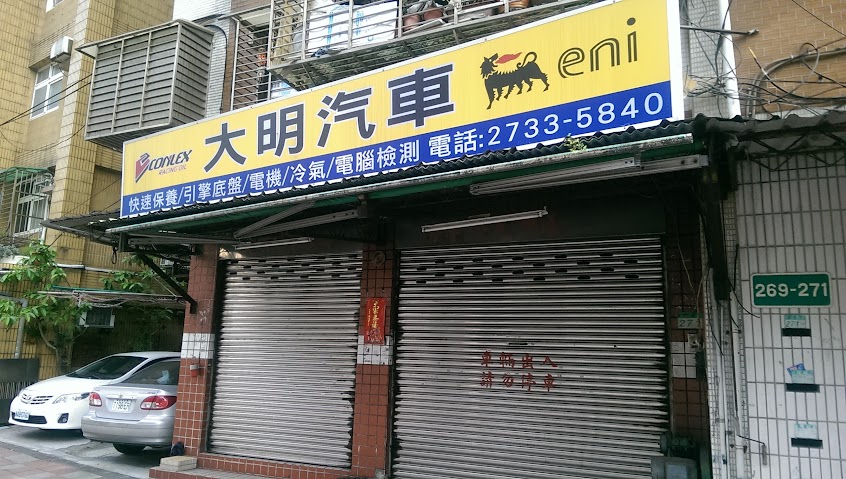 CONLEX
RACING OIL
大明汽車
eni
快速保養/引擎底盤/電機/冷氣/電腦檢測 電話:2733-5840
269-271
271
車輛出入
請勿停車